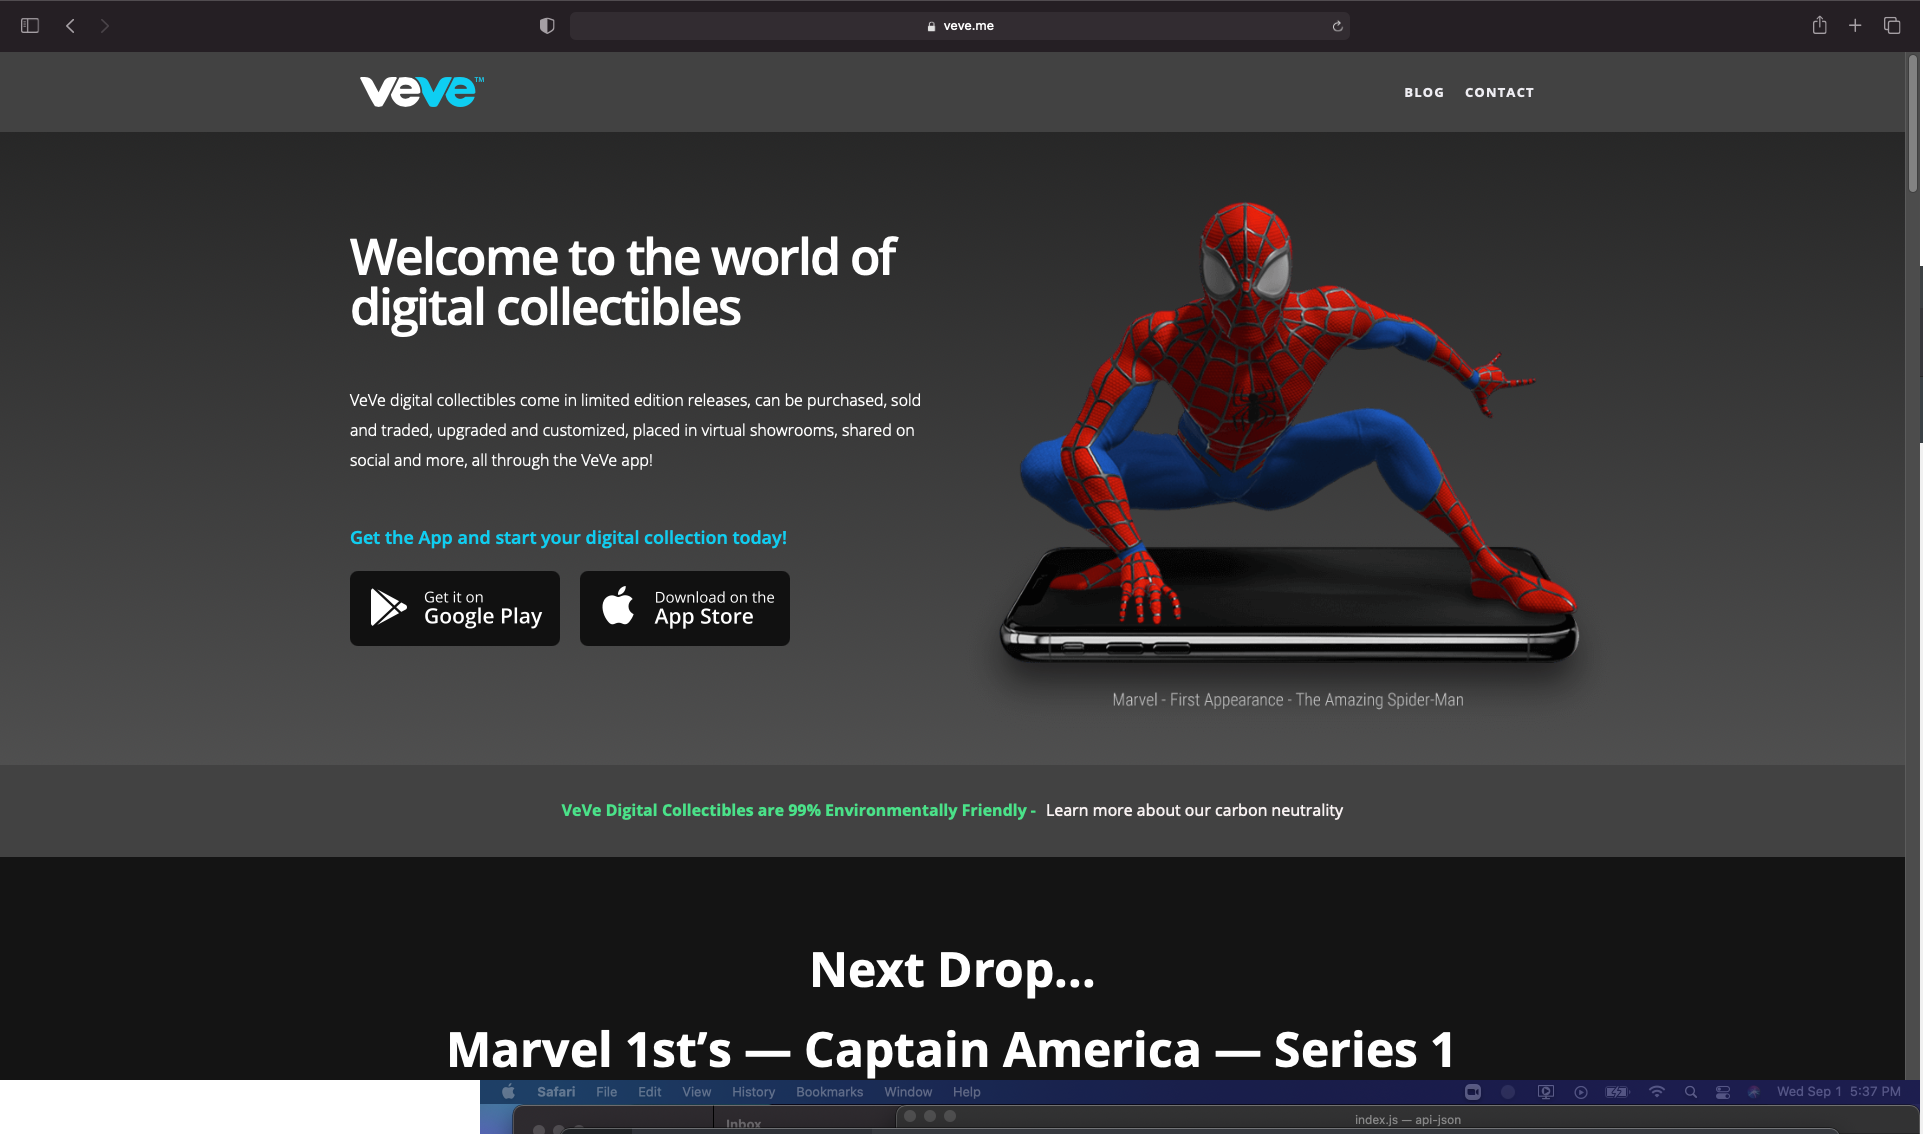 veve.me
veve™
BLOG CONTACT
Welcome to the world of
digital collectibles
VeVe digital collectibles come in limited edition releases, can be purchased, sold
and traded, upgraded and customized, placed in virtual showrooms, shared on
social and more, all through the VeVe app!
Get the App and start your digital collection today!
Get it on
Google Play
Download on the
App Store
Marvel - First Appearance - The Amazing Spider-Man
VeVe Digital Collectibles are 99% Environmentally Friendly - Learn more about our carbon neutrality
Next Drop...
Marvel 1st’s — Captain America — Series 1
Safari File Edit View History Bookmarks Window Help Wed Sep 1 5:37 PM
index.js — api-json
Inbox